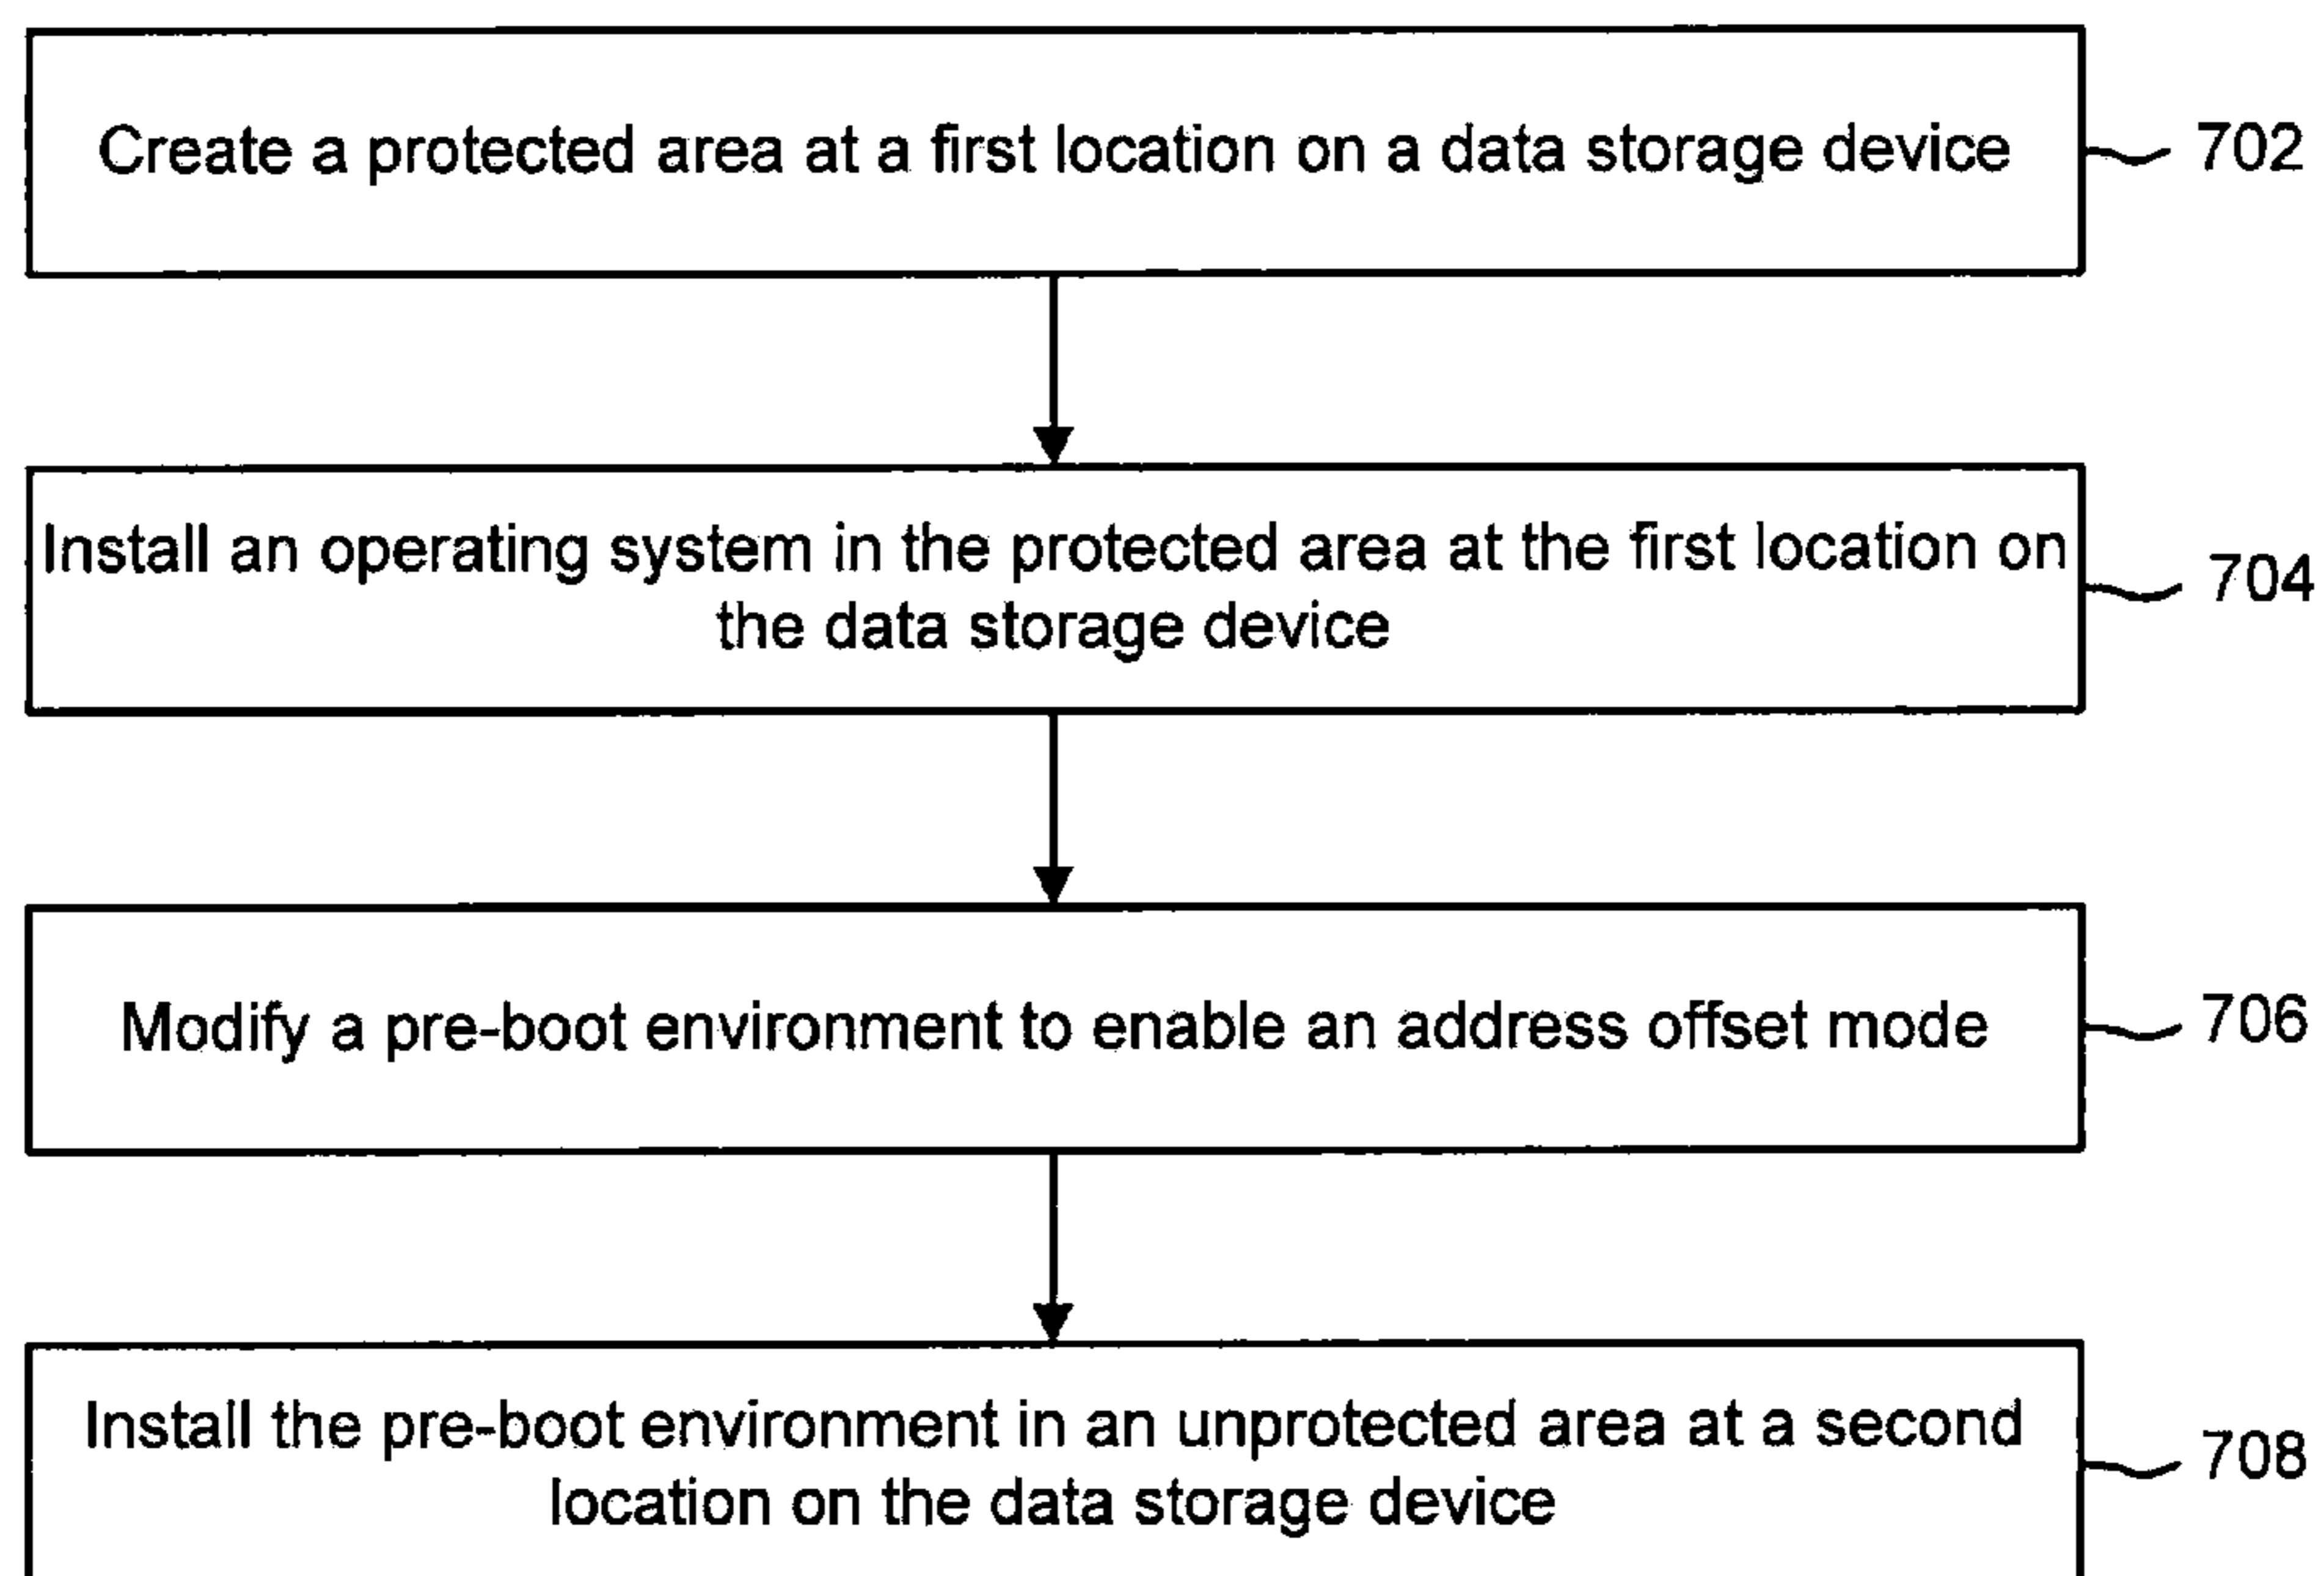 Create a protected area at a first location on a data storage device
702
Install an operating system in the protected area at the first location on
the data storage device
704
Modify a pre-boot environment to enable an address offset mode
706
Install the pre-boot environment in an unprotected area at a second
location on the data storage device
708